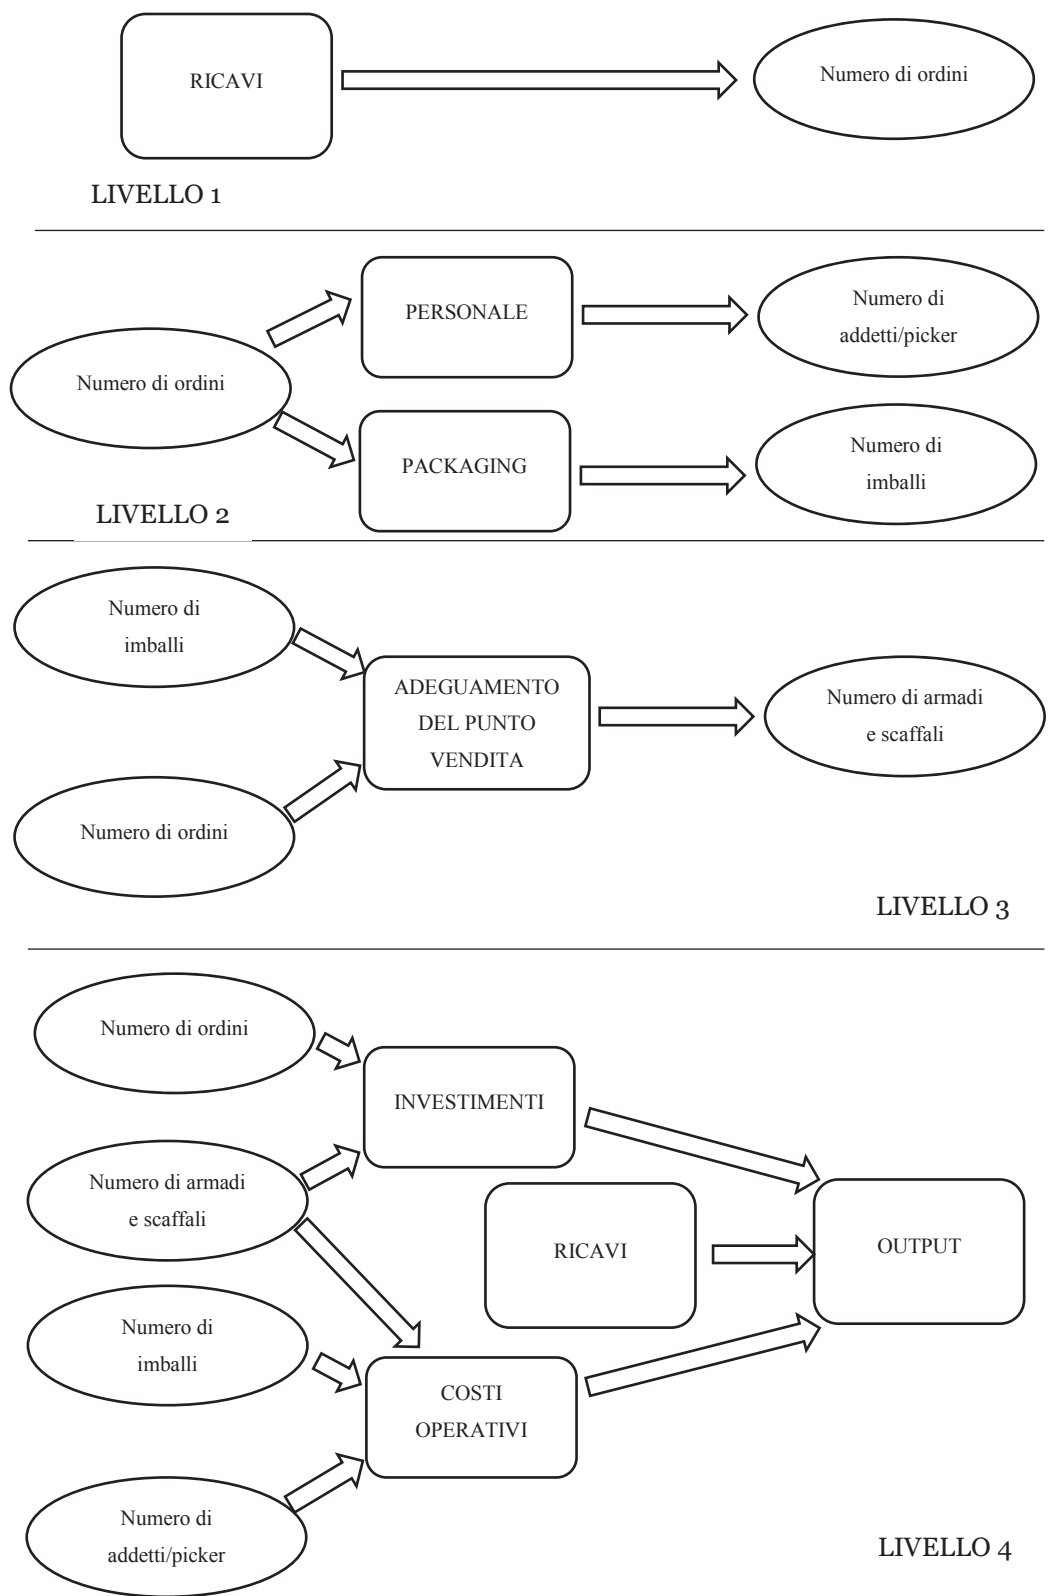 RICAVI
Numero di ordini
LIVELLO 1
PERSONALE
Numero di
addetti/picker
Numero di ordini
PACKAGING
Numero di
imballi
LIVELLO 2
Numero di
imballi
ADEGUAMENTO
DEL PUNTO
VENDITA
Numero di armadi
e scaffali
Numero di ordini
LIVELLO 3
Numero di ordini
INVESTIMENTI
Numero di armadi
e scaffali
RICAVI
OUTPUT
Numero di
imballi
COSTI
OPERATIVI
Numero di
addetti/picker
LIVELLO 4